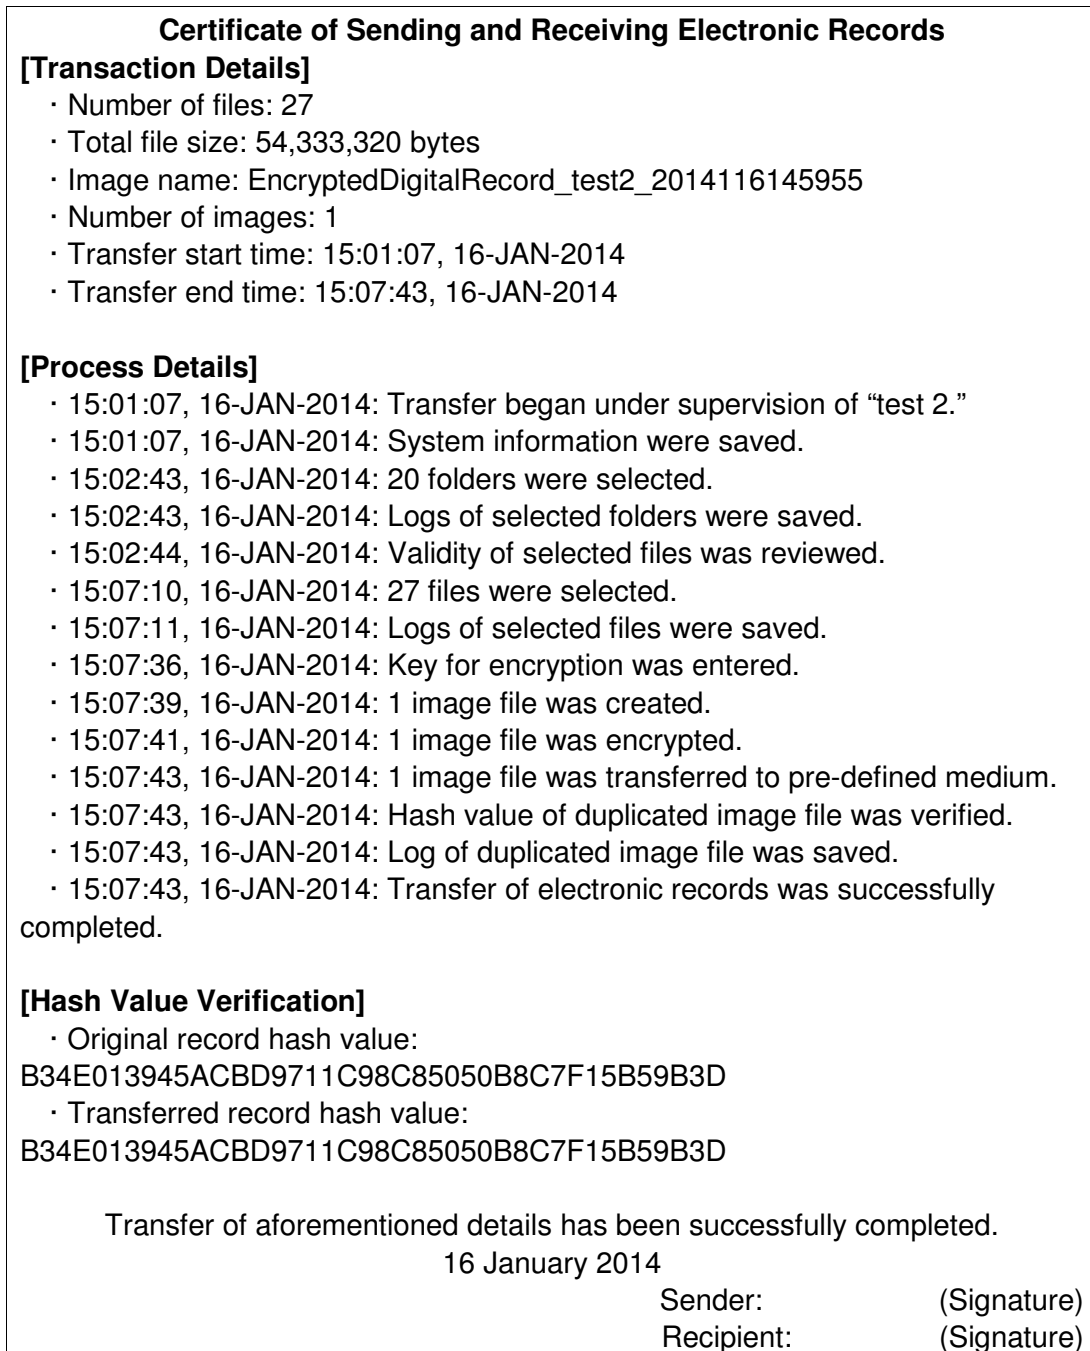 Certificate of Sending and Receiving Electronic Records
[Transaction Details]
· Number of files: 27
· Total file size: 54,333,320 bytes
· Image name: EncryptedDigitalRecord_test2_2014116145955
· Number of images: 1
· Transfer start time: 15:01:07, 16-JAN-2014
· Transfer end time: 15:07:43, 16-JAN-2014
[Process Details]
· 15:01:07, 16-JAN-2014: Transfer began under supervision of “test 2.”
· 15:01:07, 16-JAN-2014: System information were saved.
· 15:02:43, 16-JAN-2014: 20 folders were selected.
· 15:02:43, 16-JAN-2014: Logs of selected folders were saved.
· 15:02:44, 16-JAN-2014: Validity of selected files was reviewed.
· 15:07:10, 16-JAN-2014: 27 files were selected.
· 15:07:11, 16-JAN-2014: Logs of selected files were saved.
· 15:07:36, 16-JAN-2014: Key for encryption was entered.
· 15:07:39, 16-JAN-2014: 1 image file was created.
· 15:07:41, 16-JAN-2014: 1 image file was encrypted.
· 15:07:43, 16-JAN-2014: 1 image file was transferred to pre-defined medium.
· 15:07:43, 16-JAN-2014: Hash value of duplicated image file was verified.
· 15:07:43, 16-JAN-2014: Log of duplicated image file was saved.
· 15:07:43, 16-JAN-2014: Transfer of electronic records was successfully
completed.
[Hash Value Verification]
· Original record hash value:
B34E013945ACBD9711C98C85050B8C7F15B59B3D
· Transferred record hash value:
B34E013945ACBD9711C98C85050B8C7F15B59B3D
Transfer of aforementioned details has been successfully completed.
16 January 2014
Sender: (Signature)
Recipient: (Signature)